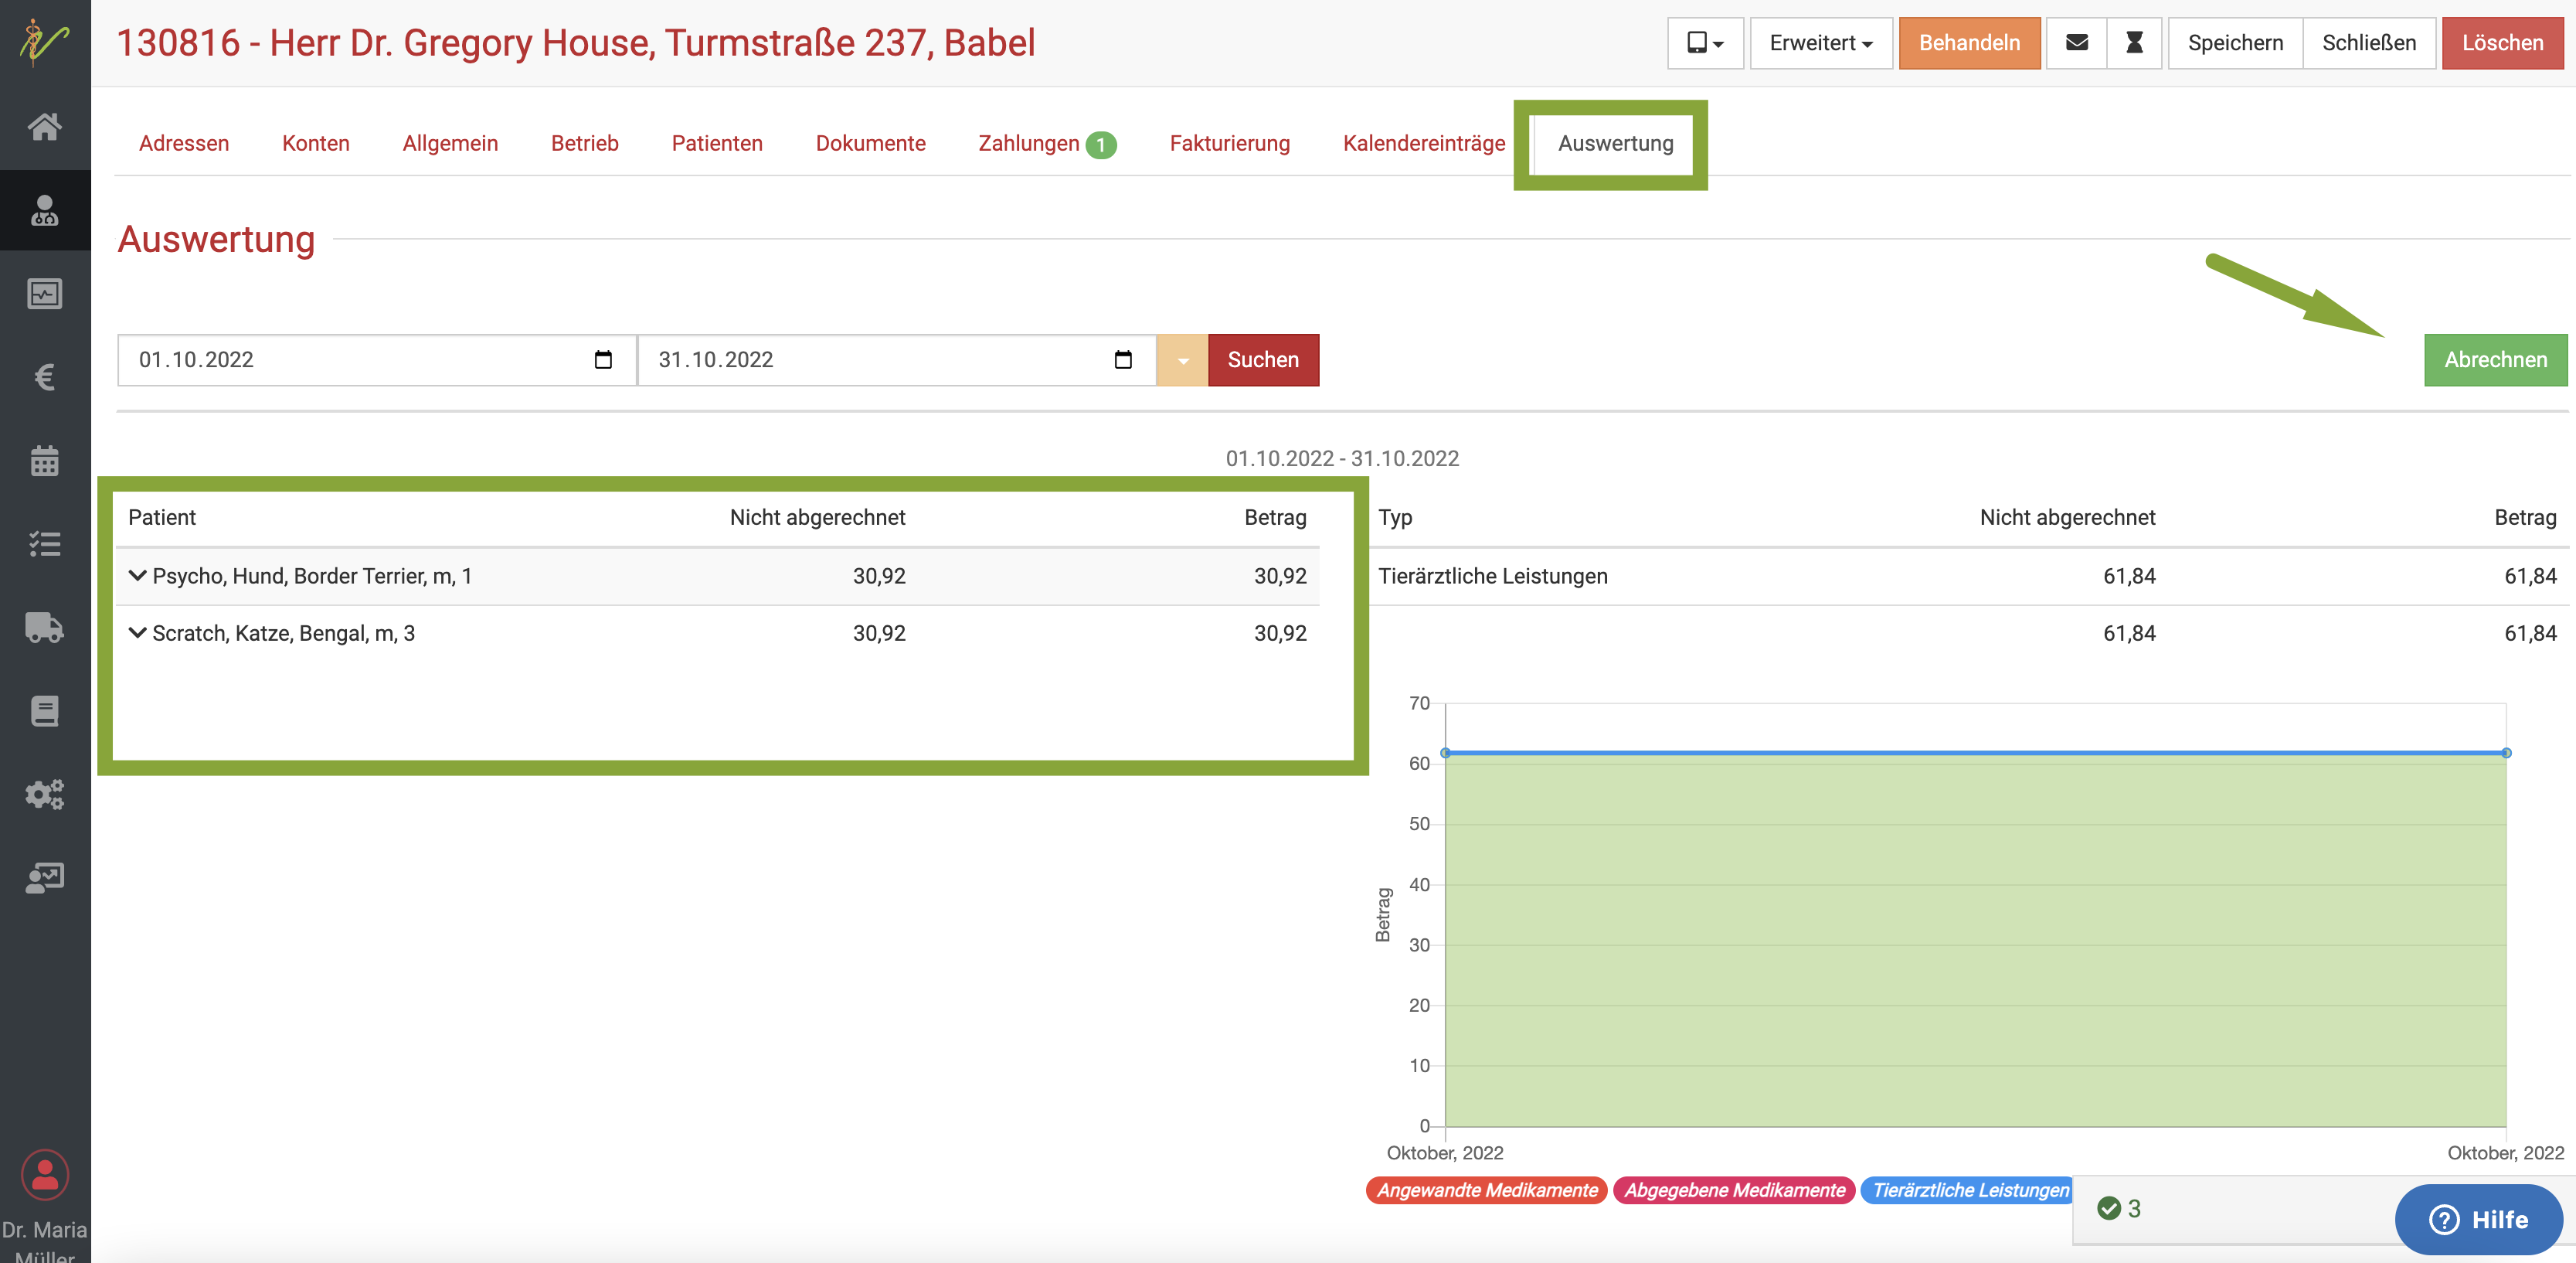 130816 - Herr Dr. Gregory House, Turmstraße 237, Babel
Erweitert
Behandeln
Speichern
Schließen
Löschen
Adressen
Konten
Allgemein
Betrieb
Patienten
Dokumente
Zahlungen 1
Fakturierung
Kalendereinträge
Auswertung
Auswertung
01.10.2022
31.10.2022
Suchen
Abrechnen
01.10.2022 - 31.10.2022
Patient Nicht abgerechnet Betrag
Psycho, Hund, Border Terrier, m, 1 30,92 30,92
Scratch, Katze, Bengal, m, 3 30,92 30,92
Typ Nicht abgerechnet Betrag
Tierärztliche Leistungen 61,84 61,84
61,84 61,84
70
60
50
40
30
20
10
0
Betrag
Oktober, 2022
Oktober, 2022
Angewandte Medikamente
Abgegebene Medikamente
Tierärztliche Leistungen
3
Hilfe
Dr. Maria
Müller